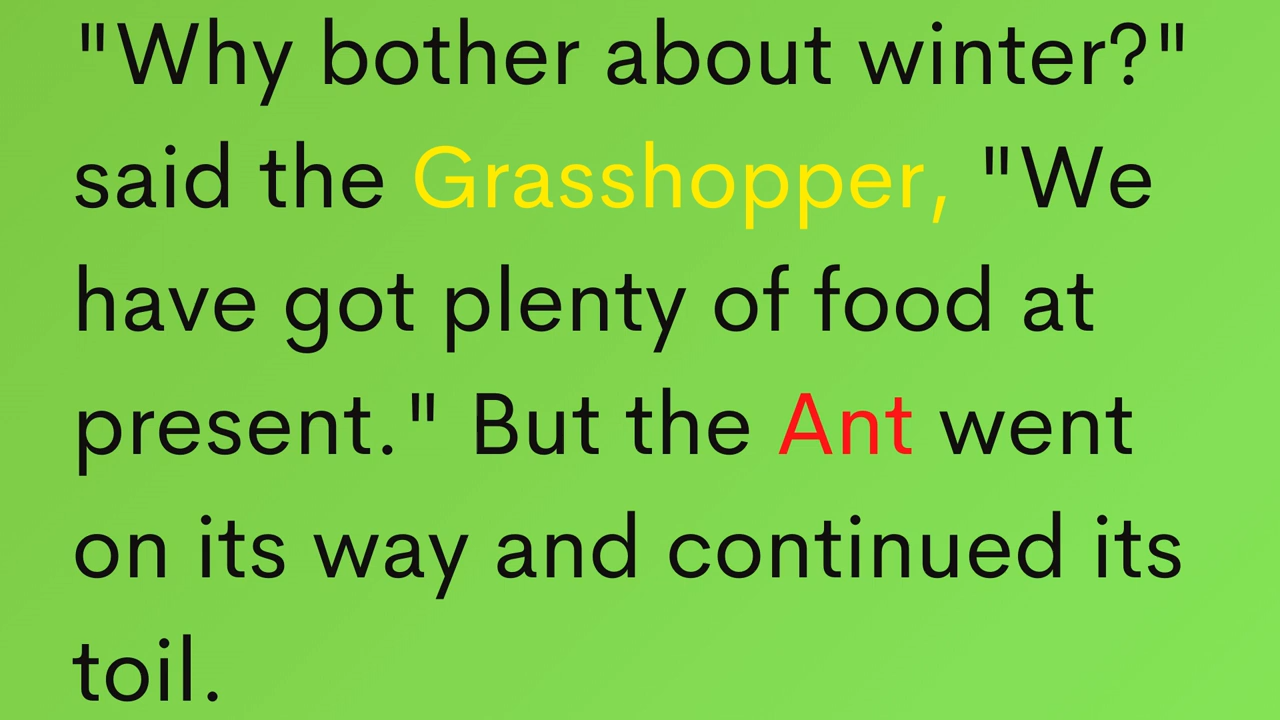 "Why bother about winter?"
said the Grasshopper, "We
have got plenty of food at
present." But the Ant went
on its way and continued its
toil.